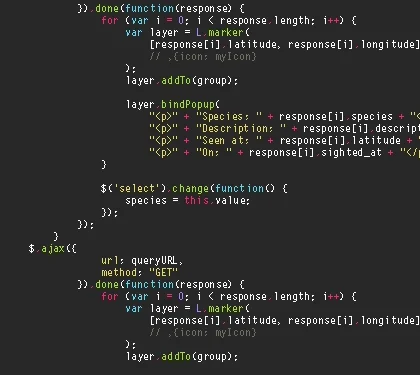 }).done(function(response) {
for (var i = 0; i < response.length; i++) {
var layer = L.marker(
[response[i].latitude, response[i].longitude]
// ,{icon: myIcon}
);
layer.addTo(group);
layer.bindPopup(
"<p>" + "Species: " + response[i].species + "<
"<p>" + "Description: " + response[i].descript
"<p>" + "Seen at: " + response[i].latitude + "
"<p>" + "On: " + response[i].sighted_at + "</p
}
$('select').change(function() {
species = this.value;
});
});
}
$.ajax({
url: queryURL,
method: "GET"
}).done(function(response) {
for (var i = 0; i < response.length; i++) {
var layer = L.marker(
[response[i].latitude, response[i].longitude]
// ,{icon: myIcon}
);
layer.addTo(group);